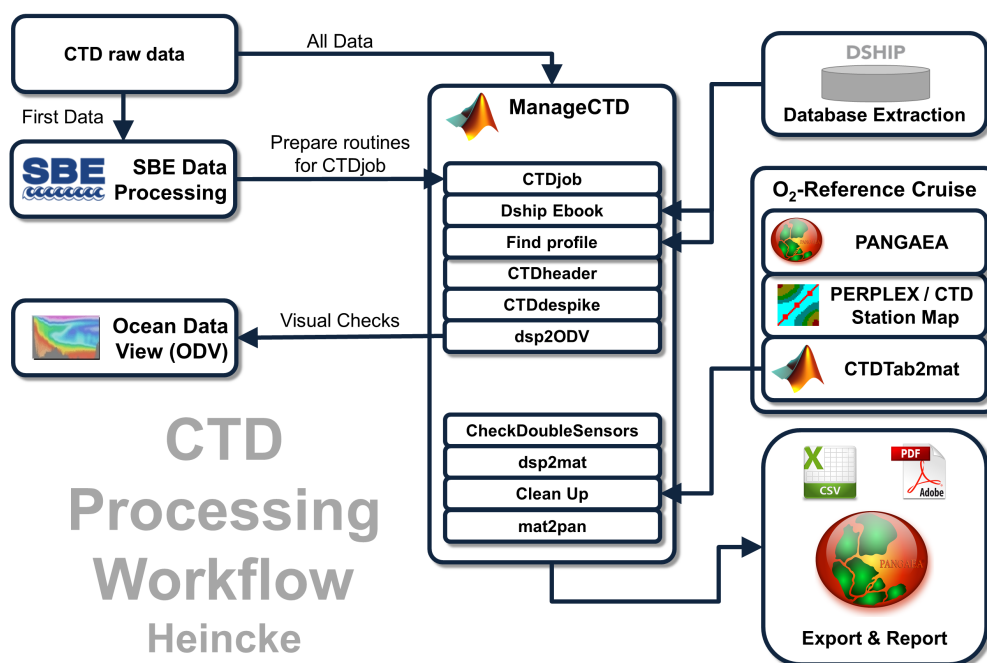 CTD raw data
All Data
First Data
SBE
SBE Data
Processing
Prepare routines
for CTDjob
ManageCTD
CTDjob
Dship Ebook
Find profile
CTDheader
CTDdespike
dsp2ODV
Visual Checks
Ocean Data
View (ODV)
CheckDoubleSensors
dsp2mat
Clean Up
mat2pan
DSHIP
Database Extraction
O₂-Reference Cruise
PANGAEA
PERPLEX / CTD
Station Map
CTDTab2mat
X
CSV
PDF
Adobe
PANGAEA
Export & Report
CTD
Processing
Workflow
Heincke